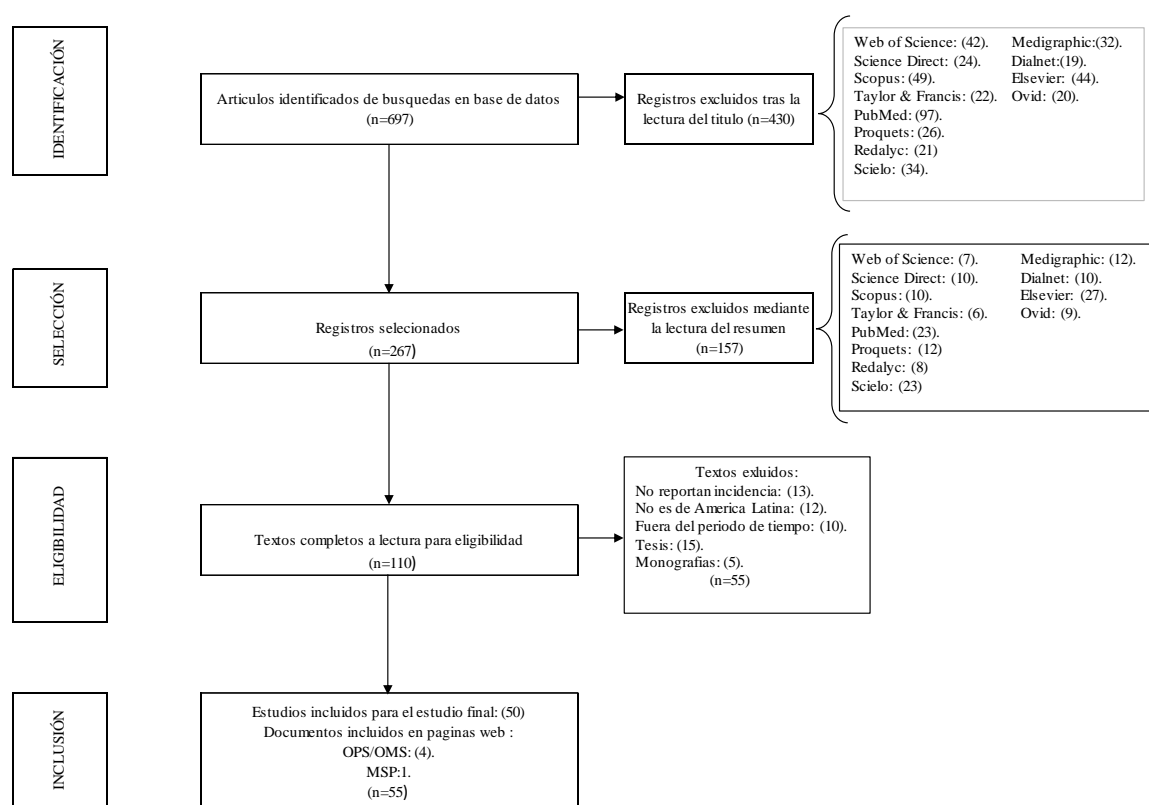 IDENTIFICACIÓN
Articulos identificados de busquedas en base de datos
(n=697)
Registros excluidos tras la
lectura del titulo (n=430)
Web of Science: (42).
Science Direct: (24).
Scopus: (49).
Taylor & Francis: (22).
PubMed: (97).
Proquets: (26).
Redalyc: (21)
Scielo: (34).
Medigraphic:(32).
Dialnet:(19).
Elsevier: (44).
Ovid: (20).
SELECCIÓN
Registros selecionados
(n=267)
Registros excluidos mediante
la lectura del resumen
(n=157)
Web of Science: (7).
Science Direct: (10).
Scopus: (10).
Taylor & Francis: (6).
PubMed: (23).
Proquets: (12)
Redalyc: (8)
Scielo: (23)
Medigraphic: (12).
Dialnet: (10).
Elsevier: (27).
Ovid: (9).
ELIGIBILIDAD
Textos completos a lectura para eligibilidad
(n=110)
Textos exluidos:
No reportan incidencia: (13).
No es de America Latina: (12).
Fuera del periodo de tiempo: (10).
Tesis: (15).
Monografias: (5).
(n=55)
INCLUSIÓN
Estudios incluidos para el estudio final: (50)
Documentos incluidos en paginas web :
OPS/OMS: (4).
MSP:1.
(n=55)